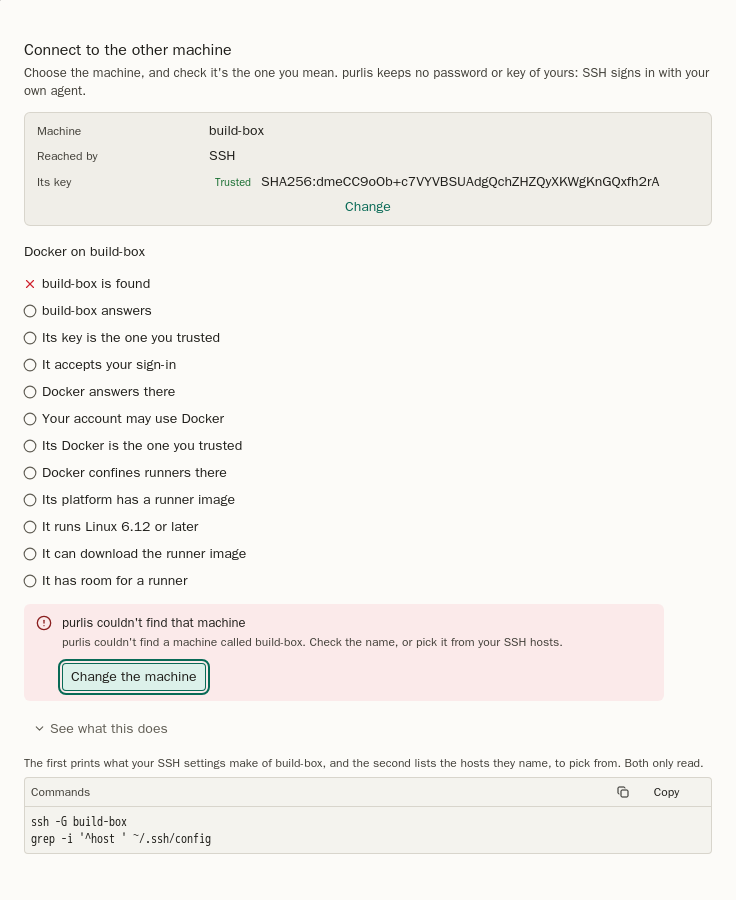 Connect to the other machine
Choose the machine, and check it's the one you mean. purlis keeps no password or key of yours: SSH signs in with your
own agent.
Machine build-box
Reached by SSH
Its key Trusted SHA256:dmeCC9oOb+c7VYVBSUAdgQchZHZQyXKWgKnGQxfh2rA
Change
Docker on build-box
build-box is found
build-box answers
Its key is the one you trusted
It accepts your sign-in
Docker answers there
Your account may use Docker
Its Docker is the one you trusted
Docker confines runners there
Its platform has a runner image
It runs Linux 6.12 or later
It can download the runner image
It has room for a runner
purlis couldn't find that machine
purlis couldn't find a machine called build-box. Check the name, or pick it from your SSH hosts.
Change the machine
See what this does
The first prints what your SSH settings make of build-box, and the second lists the hosts they name, to pick from. Both only read.
Commands Copy
ssh -G build-box
grep -i '^host ' ~/.ssh/config